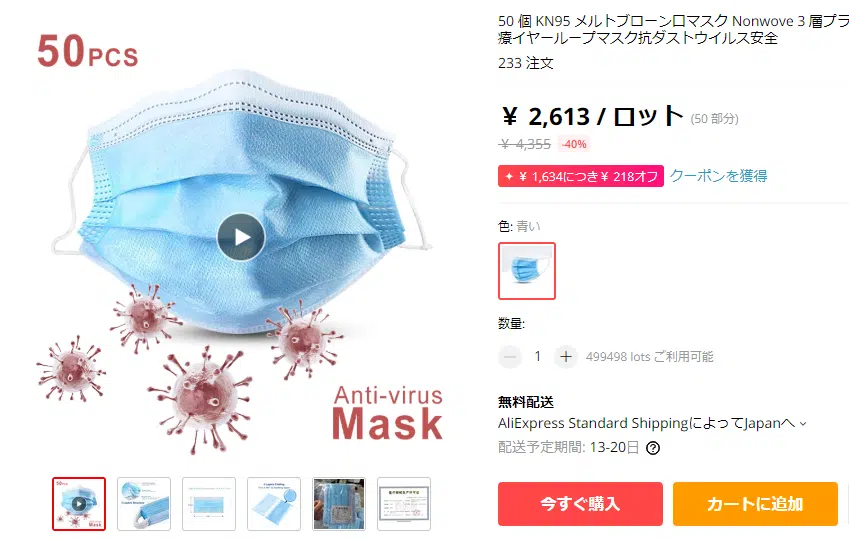 50PCS
Anti-virus
Mask
50 個 KN95 メルトブローン口マスク Nonwove 3 層プラ
療イヤーループマスク抗ダストウイルス安全
233 注文
¥ 2,613 / ロット (50 部分)
¥ 4,355 -40%
¥ 1,634につき¥ 218オフ クーポンを獲得
色: 青い
数量:
1 499498 lots ご利用可能
無料配送
AliExpress Standard ShippingによってJapanへ
配送予定期間: 13-20日
今すぐ購入 カートに追加
50PCS
Mask